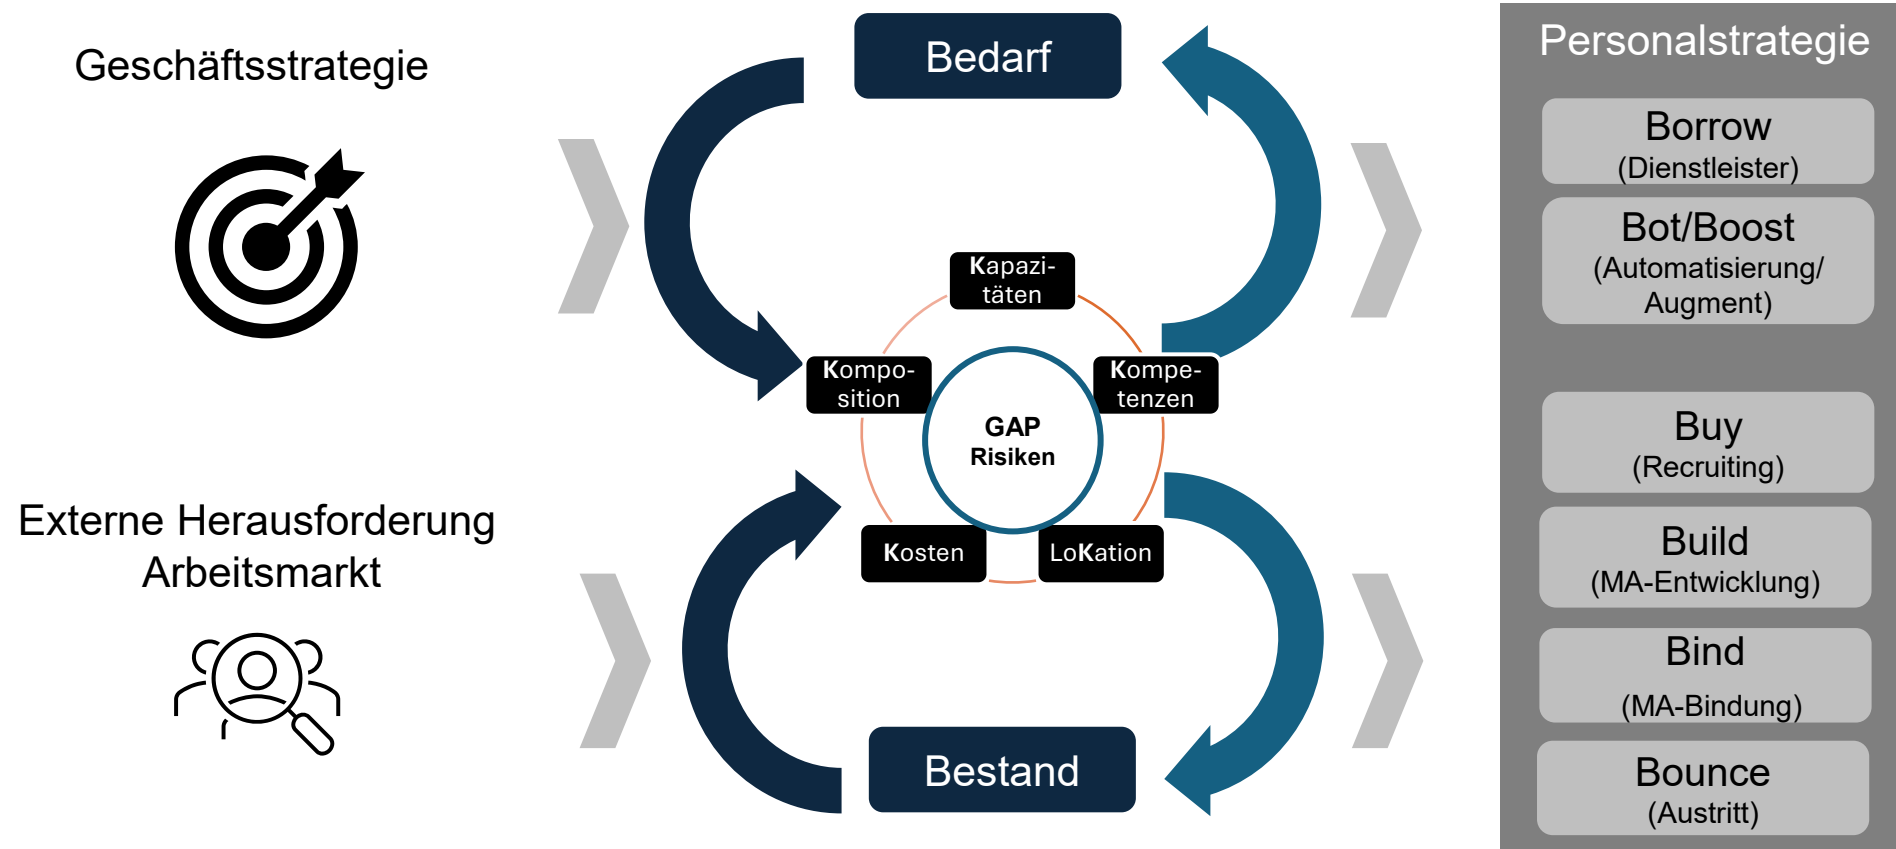 Geschäftsstrategie
Externe Herausforderung
Arbeitsmarkt
Bedarf
Kapazi-
täten
Kompo-
sition
Kompe-
tenzen
GAP
Risiken
Kosten
LoKation
Bestand
Personalstrategie
Borrow
(Dienstleister)
Bot/Boost
(Automatisierung/
Augment)
Buy
(Recruiting)
Build
(MA-Entwicklung)
Bind
(MA-Bindung)
Bounce
(Austritt)